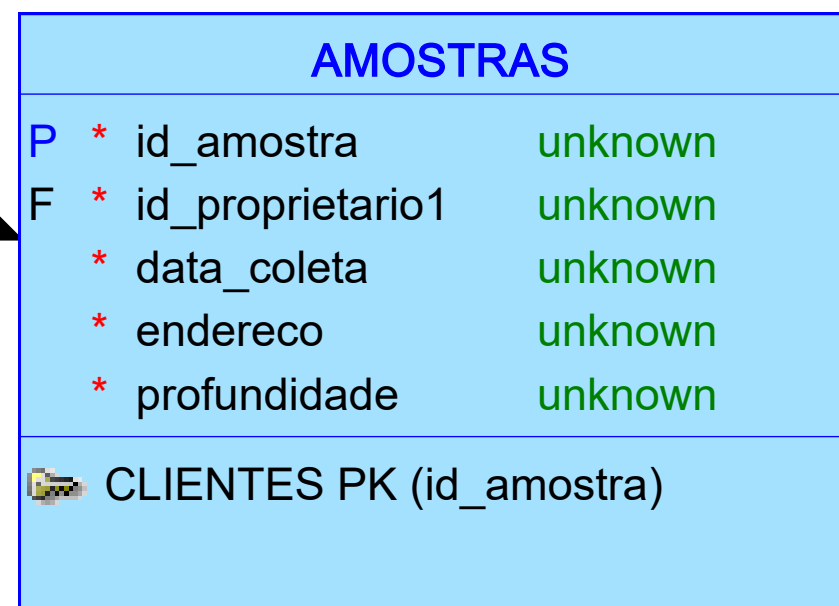 AMOSTRAS
P * id_amostra unknown
F * id_proprietario1 unknown
* data_coleta unknown
* endereco unknown
* profundidade unknown
CLIENTES PK (id_amostra)